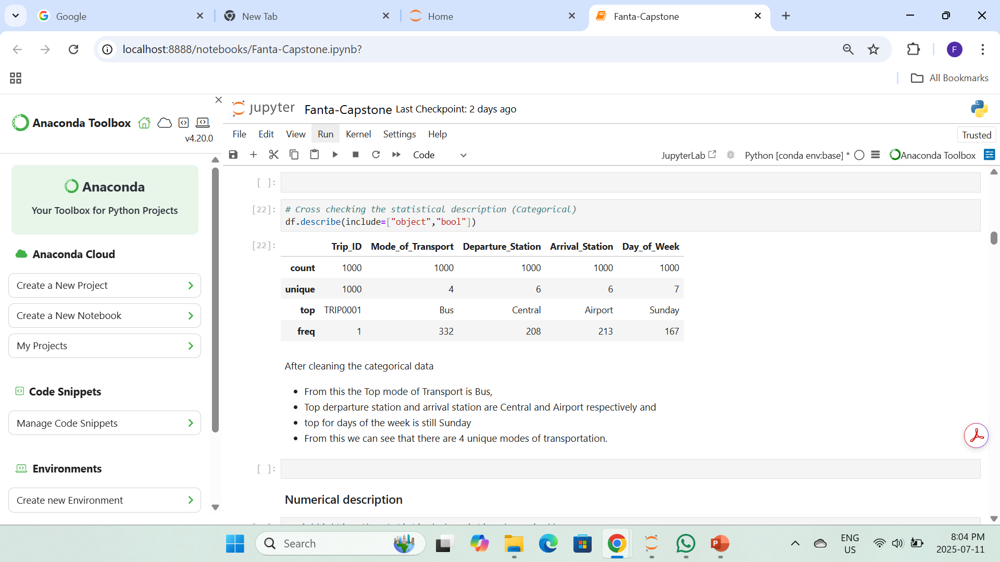 Google
New Tab
Home
Fanta-Capstone
localhost:8888/notebooks/Fanta-Capstone.ipynb?
F
All Bookmarks
Anaconda Toolbox
v4.20.0
Anaconda
Your Toolbox for Python Projects
Anaconda Cloud
Create a New Project
Create a New Notebook
My Projects
Code Snippets
Manage Code Snippets
Environments
Create new Environment
jupyter Fanta-Capstone Last Checkpoint: 2 days ago
File Edit View Run Kernel Settings Help
Trusted
Code
JupyterLab
Python [conda env:base] *
Anaconda Toolbox
[ ]:
[22]: # Cross checking the statistical description (Categorical)
df.describe(include=["object","bool"])
[22]: Trip_ID Mode_of_Transport Departure_Station Arrival_Station Day_of_Week
count 1000 1000 1000 1000 1000
unique 1000 4 6 6 7
top TRIP0001 Bus Central Airport Sunday
freq 1 332 208 213 167
After cleaning the categorical data
• From this the Top mode of Transport is Bus,
• Top derparture station and arrival station are Central and Airport respectively and
• top for days of the week is still Sunday
• From this we can see that there are 4 unique modes of transportation.
[ ]:
Numerical description
Search
ENG
US
8:04 PM
2025-07-11